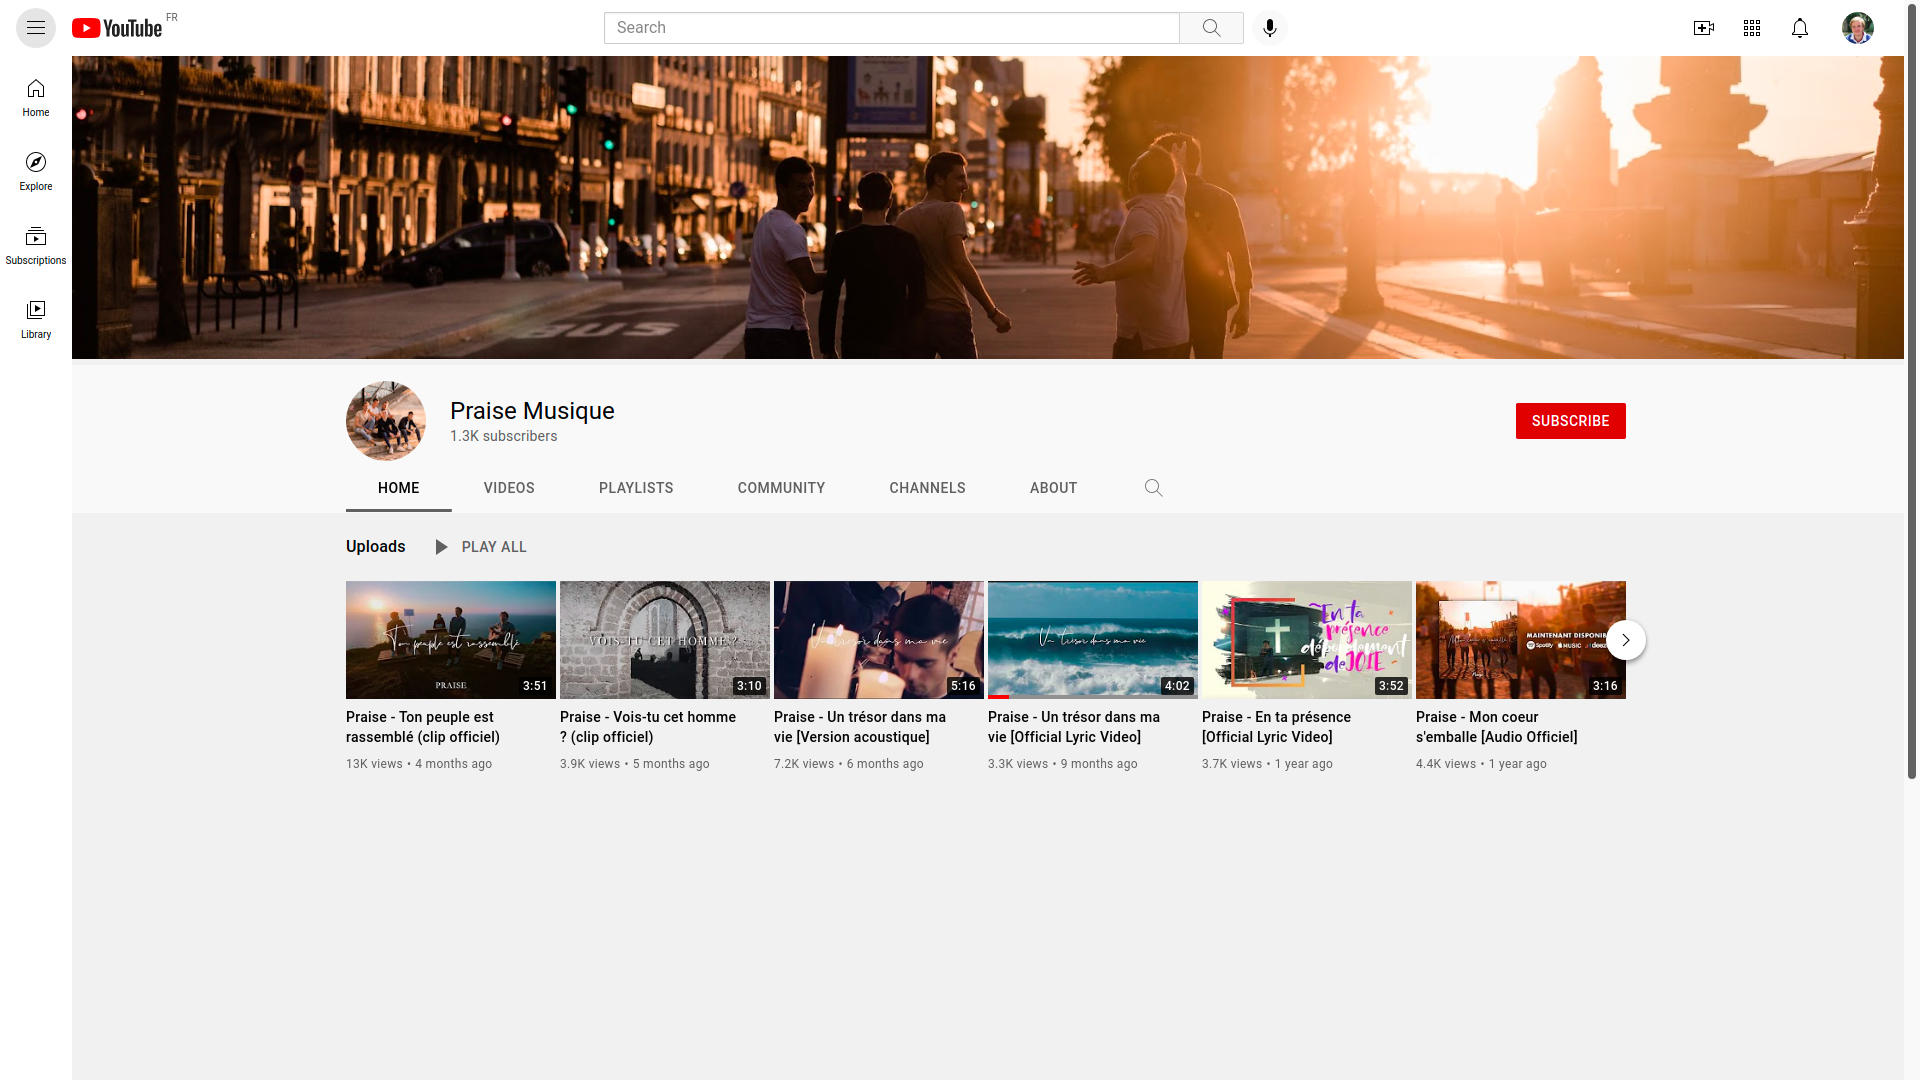 YouTube FR
Search
Home
Explore
Subscriptions
Library
BUS
Praise Musique
1.3K subscribers
SUBSCRIBE
HOME VIDEOS PLAYLISTS COMMUNITY CHANNELS ABOUT
Uploads PLAY ALL
Ton peuple est rassemblé
PRAISE
3:51
VOIS-TU CET HOMME ?
3:10
Un trésor dans ma vie
5:16
Un trésor dans ma vie
4:02
En ta
présence
débordement
de JOIE
3:52
MAINTENANT DISPONIB
Spotify MUSIC deez
3:16
Praise - Ton peuple est
rassemblé (clip officiel)
13K views • 4 months ago
Praise - Vois-tu cet homme
? (clip officiel)
3.9K views • 5 months ago
Praise - Un trésor dans ma
vie [Version acoustique]
7.2K views • 6 months ago
Praise - Un trésor dans ma
vie [Official Lyric Video]
3.3K views • 9 months ago
Praise - En ta présence
[Official Lyric Video]
3.7K views • 1 year ago
Praise - Mon coeur
s'emballe [Audio Officiel]
4.4K views • 1 year ago